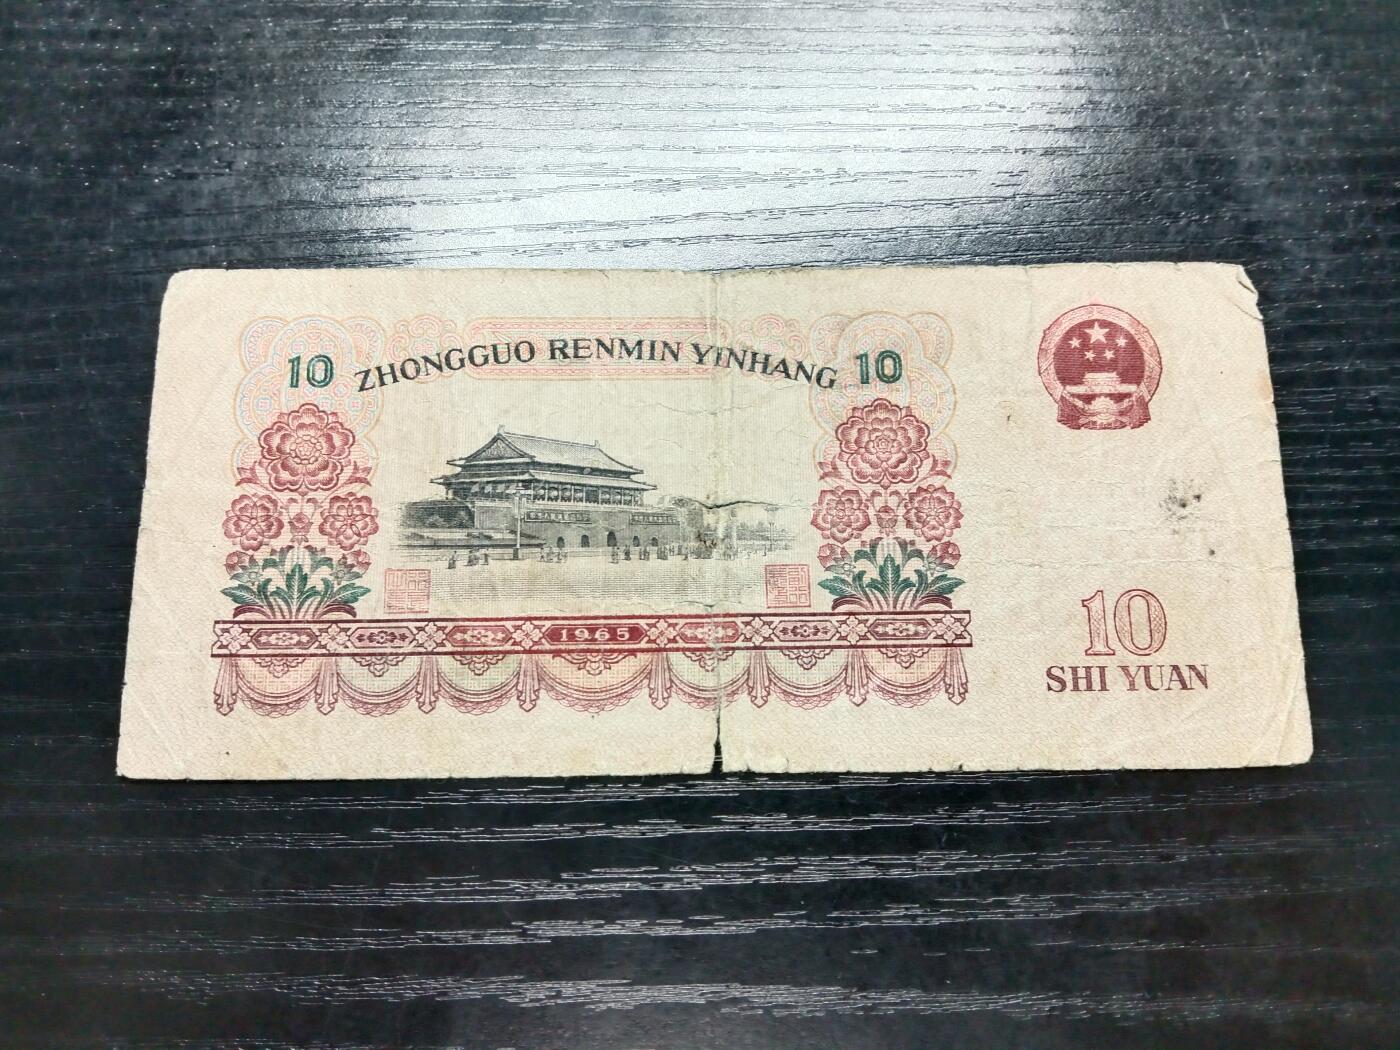 10 ZHONGGUO RENMIN YINHANG 10
1965
10
SHI YUAN